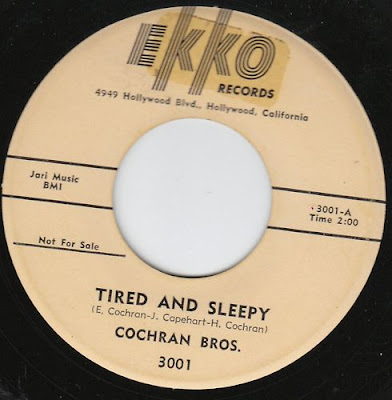 EKKO
RECORDS
4949 Hollywood Blvd., Hollywood, California
Jari Music
BMI
3001-A
Time 2:00
Not For Sale
TIRED AND SLEEPY
(E. Cochran-J. Capehart-H. Cochran)
COCHRAN BROS.
3001